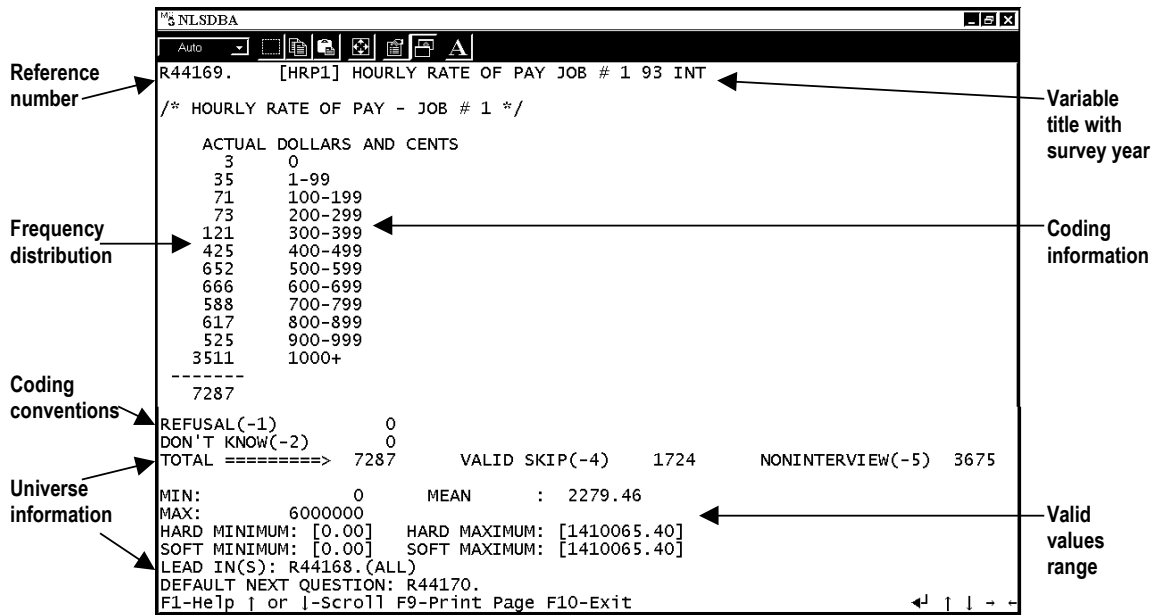 NLSDBA
Auto
A
R44169. [HRP1] HOURLY RATE OF PAY JOB # 1 93 INT
/* HOURLY RATE OF PAY - JOB # 1 */
ACTUAL DOLLARS AND CENTS
3 0
35 1-99
71 100-199
73 200-299
121 300-399
425 400-499
652 500-599
666 600-699
588 700-799
617 800-899
525 900-999
3511 1000+
-------
7287
REFUSAL(-1) 0
DON'T KNOW(-2) 0
TOTAL =========> 7287 VALID SKIP(-4) 1724 NONINTERVIEW(-5) 3675
MIN: 0 MEAN : 2279.46
MAX: 6000000
HARD MINIMUM: [0.00] HARD MAXIMUM: [1410065.40]
SOFT MINIMUM: [0.00] SOFT MAXIMUM: [1410065.40]
LEAD IN(S): R44168.(ALL)
DEFAULT NEXT QUESTION: R44170.
F1-Help ↑ or ↓-Scroll F9-Print Page F10-Exit ↑ ↓ → ←
Reference
number
Frequency
distribution
Coding
conventions
Universe
information
Variable
title with
survey year
Coding
information
Valid
values
range